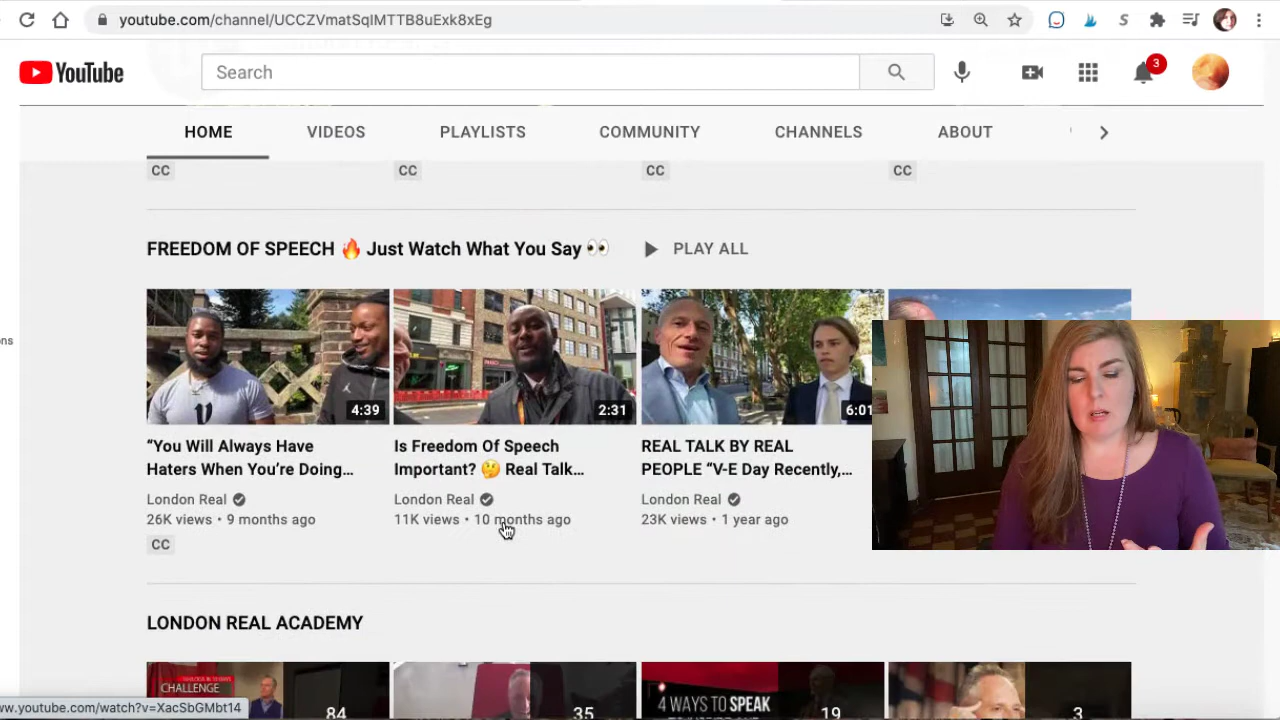 youtube.com/channel/UCCZVmatSqlMTTB8uExk8xEg
YouTube
Search
3
HOME VIDEOS PLAYLISTS COMMUNITY CHANNELS ABOUT
CC CC CC CC
FREEDOM OF SPEECH 🔥 Just Watch What You Say 👀 PLAY ALL
4:39 2:31 6:01
“You Will Always Have
Haters When You’re Doing...
London Real
26K views • 9 months ago
CC
Is Freedom Of Speech
Important? 🤔 Real Talk...
London Real
11K views • 10 months ago
REAL TALK BY REAL
PEOPLE “V-E Day Recently,...
London Real
23K views • 1 year ago
ons
LONDON REAL ACADEMY
CHALLENGE
84
35
4 WAYS TO SPEAK
19
3
ww.youtube.com/watch?v=XacSbGMbt14